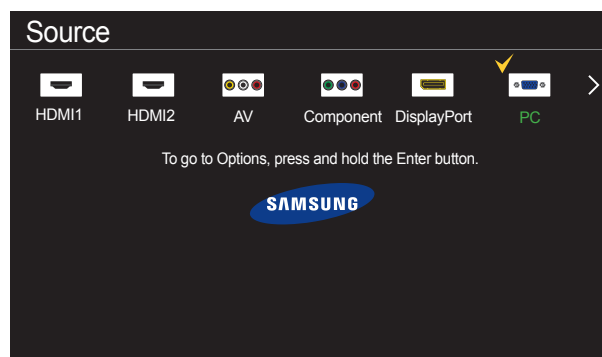 Source
HDMI1 HDMI2 AV Component DisplayPort PC
To go to Options, press and hold the Enter button.
SAMSUNG